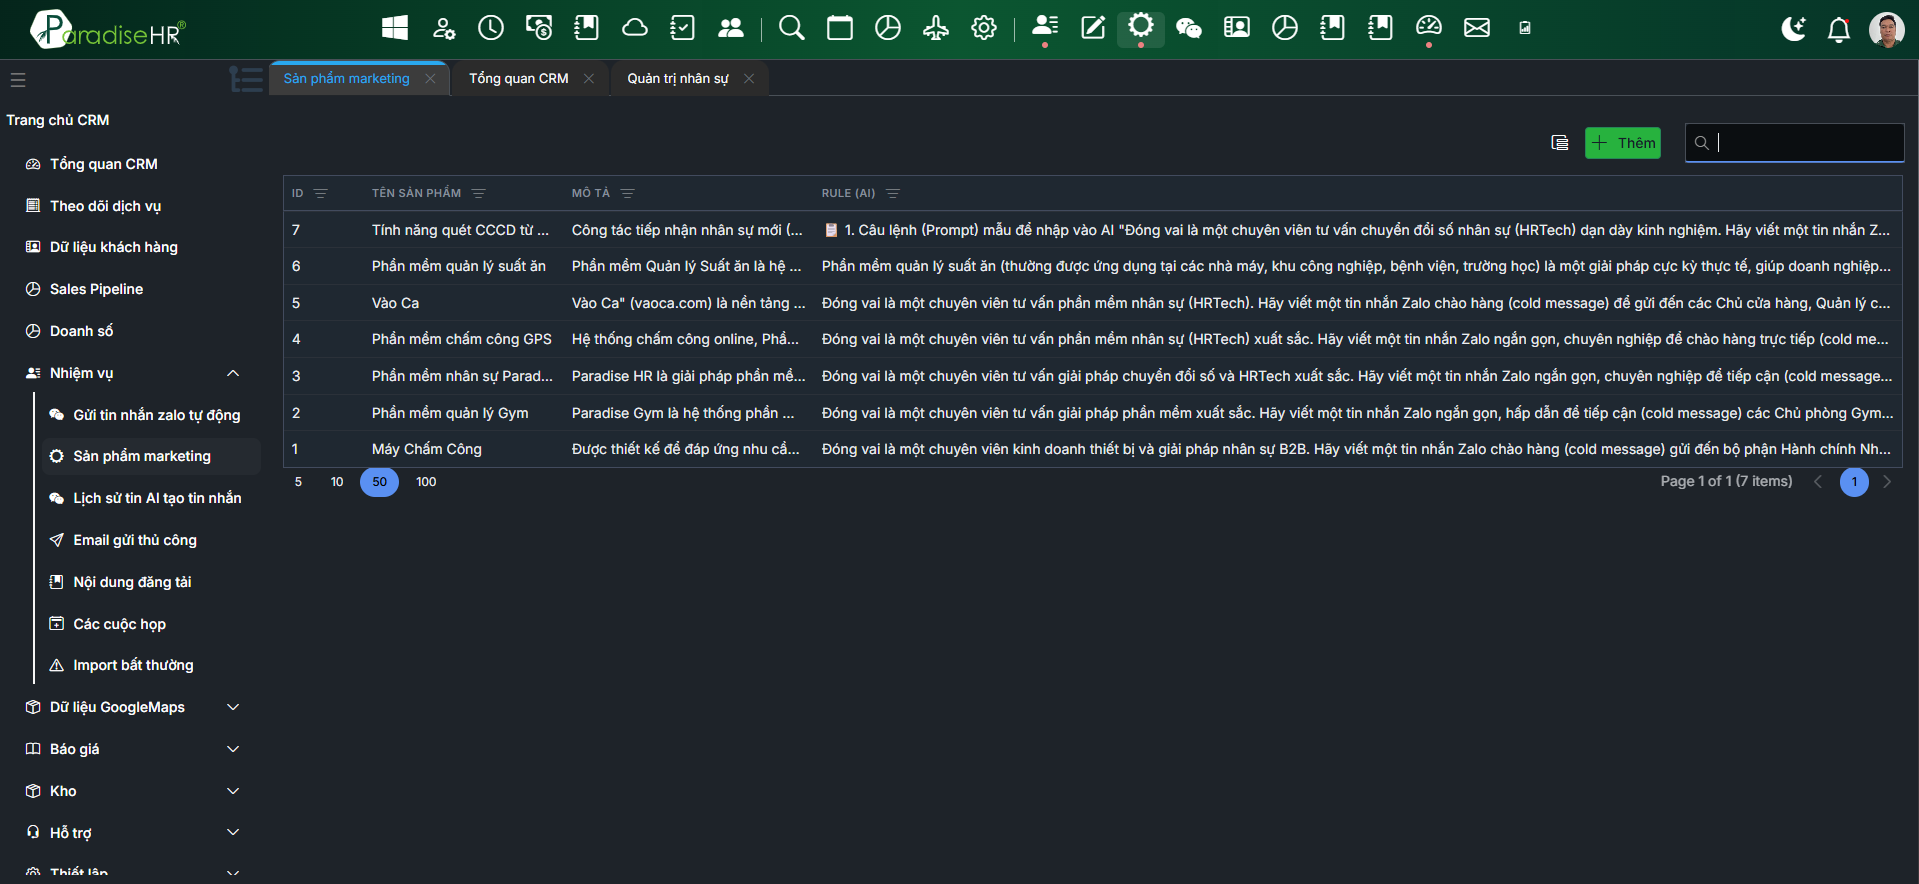 ParadiseHR®
Sản phẩm marketing
Tổng quan CRM
Quản trị nhân sự
Trang chủ CRM
Tổng quan CRM
Theo dõi dịch vụ
Dữ liệu khách hàng
Sales Pipeline
Doanh số
Nhiệm vụ
Gửi tin nhắn zalo tự động
Sản phẩm marketing
Lịch sử tin AI tạo tin nhắn
Email gửi thủ công
Nội dung đăng tải
Các cuộc họp
Import bất thường
Dữ liệu GoogleMaps
Báo giá
Kho
Hỗ trợ
Thiết lập
Thêm
ID TÊN SẢN PHẨM MÔ TẢ RULE (AI)
7 Tính năng quét CCCD từ ... Công tác tiếp nhận nhân sự mới (... 📋 1. Câu lệnh (Prompt) mẫu để nhập vào AI "Đóng vai là một chuyên viên tư vấn chuyển đổi số nhân sự (HRTech) dạn dày kinh nghiệm. Hãy viết một tin nhắn Z...
6 Phần mềm quản lý suất ăn Phần mềm Quản lý Suất ăn là hệ ... Phần mềm quản lý suất ăn (thường được ứng dụng tại các nhà máy, khu công nghiệp, bệnh viện, trường học) là một giải pháp cực kỳ thực tế, giúp doanh nghiệp...
5 Vào Ca Vào Ca" (vaoca.com) là nền tảng ... Đóng vai là một chuyên viên tư vấn phần mềm nhân sự (HRTech). Hãy viết một tin nhắn Zalo chào hàng (cold message) để gửi đến các Chủ cửa hàng, Quản lý c...
4 Phần mềm chấm công GPS Hệ thống chấm công online, Phầ... Đóng vai là một chuyên viên tư vấn phần mềm nhân sự (HRTech) xuất sắc. Hãy viết một tin nhắn Zalo ngắn gọn, chuyên nghiệp để chào hàng trực tiếp (cold me...
3 Phần mềm nhân sự Parad... Paradise HR là giải pháp phần mề... Đóng vai là một chuyên viên tư vấn giải pháp chuyển đổi số và HRTech xuất sắc. Hãy viết một tin nhắn Zalo ngắn gọn, chuyên nghiệp để tiếp cận (cold message...
2 Phần mềm quản lý Gym Paradise Gym là hệ thống phần ... Đóng vai là một chuyên viên tư vấn giải pháp phần mềm xuất sắc. Hãy viết một tin nhắn Zalo ngắn gọn, hấp dẫn để tiếp cận (cold message) các Chủ phòng Gym...
1 Máy Chấm Công Được thiết kế để đáp ứng nhu cầ... Đóng vai là một chuyên viên kinh doanh thiết bị và giải pháp nhân sự B2B. Hãy viết một tin nhắn Zalo chào hàng (cold message) gửi đến bộ phận Hành chính Nh...
5 10 50 100
Page 1 of 1 (7 items) 1